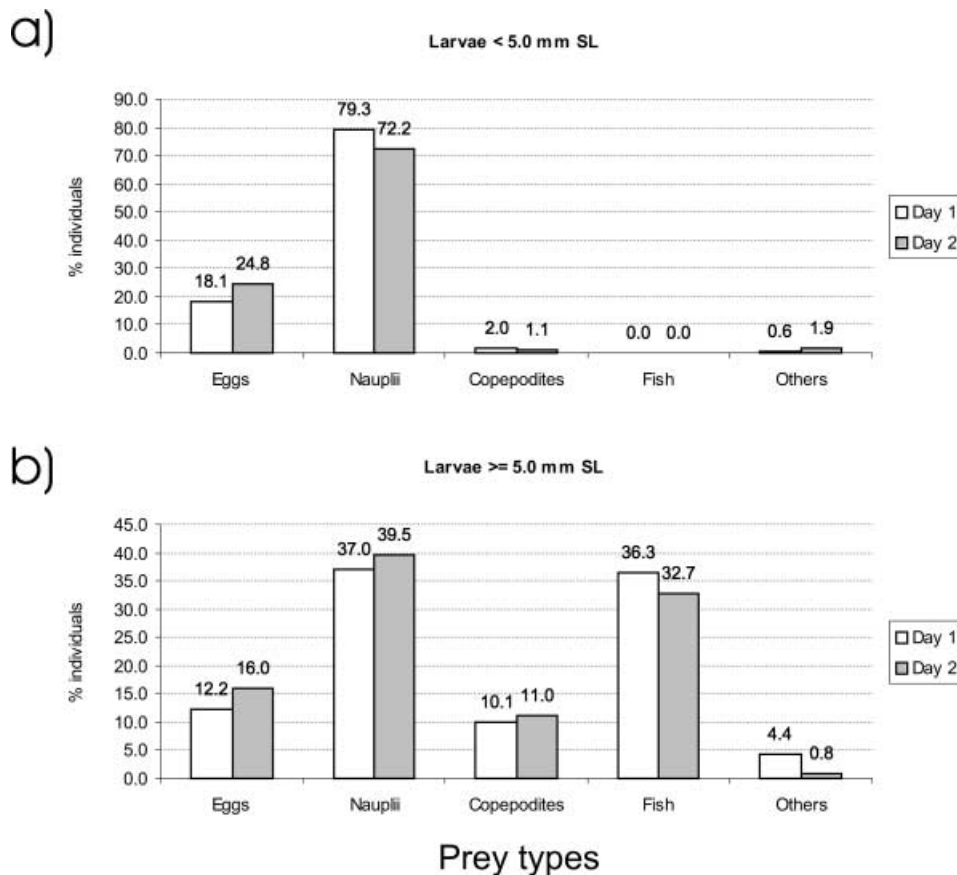 a)
Larvae < 5.0 mm SL
90.0
80.0
70.0
60.0
50.0
40.0
30.0
20.0
10.0
0.0
% individuals
18.1
24.8
79.3
72.2
2.0
1.1
0.0
0.0
0.6
1.9
Eggs
Nauplii
Copepodites
Fish
Others
Day 1
Day 2
b)
Larvae >= 5.0 mm SL
45.0
40.0
35.0
30.0
25.0
20.0
15.0
10.0
5.0
0.0
% individuals
12.2
16.0
37.0
39.5
10.1
11.0
36.3
32.7
4.4
0.8
Eggs
Nauplii
Copepodites
Fish
Others
Day 1
Day 2
Prey types